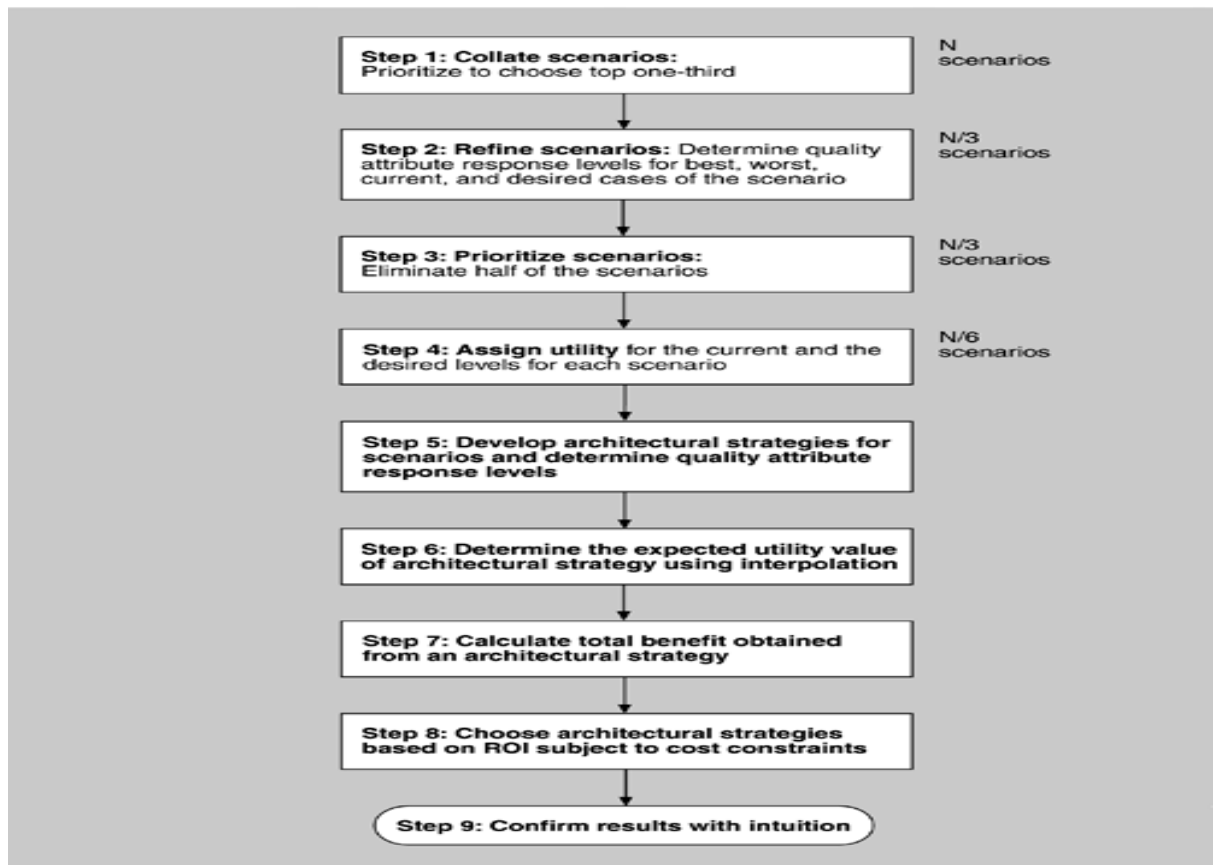 Step 1: Collate scenarios:
Prioritize to choose top one-third
N
scenarios
Step 2: Refine scenarios: Determine quality
attribute response levels for best, worst,
current, and desired cases of the scenario
N/3
scenarios
Step 3: Prioritize scenarios:
Eliminate half of the scenarios
N/3
scenarios
Step 4: Assign utility for the current and the
desired levels for each scenario
N/6
scenarios
Step 5: Develop architectural strategies for
scenarios and determine quality attribute
response levels
Step 6: Determine the expected utility value
of architectural strategy using interpolation
Step 7: Calculate total benefit obtained
from an architectural strategy
Step 8: Choose architectural strategies
based on ROI subject to cost constraints
Step 9: Confirm results with intuition